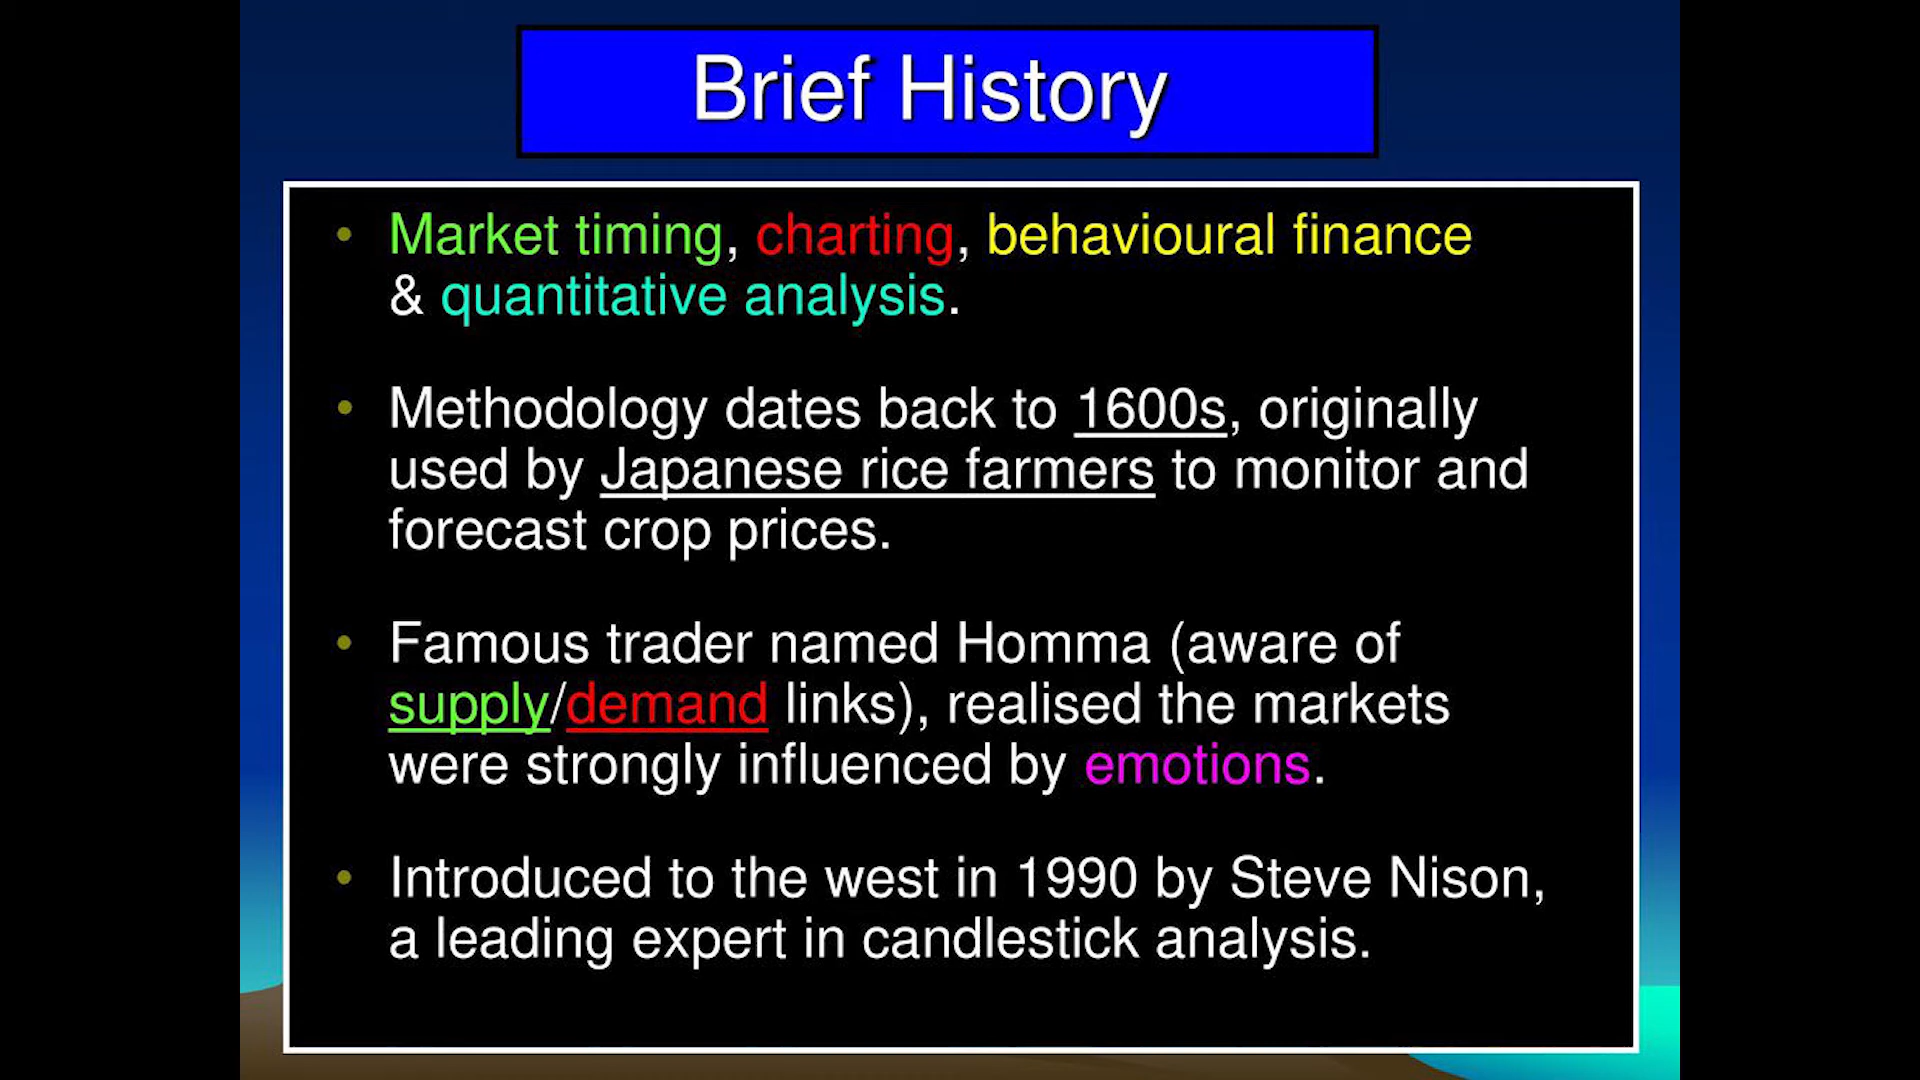 Brief History
• Market timing, charting, behavioural finance
& quantitative analysis.
• Methodology dates back to 1600s, originally
used by Japanese rice farmers to monitor and
forecast crop prices.
• Famous trader named Homma (aware of
supply/demand links), realised the markets
were strongly influenced by emotions.
• Introduced to the west in 1990 by Steve Nison,
a leading expert in candlestick analysis.